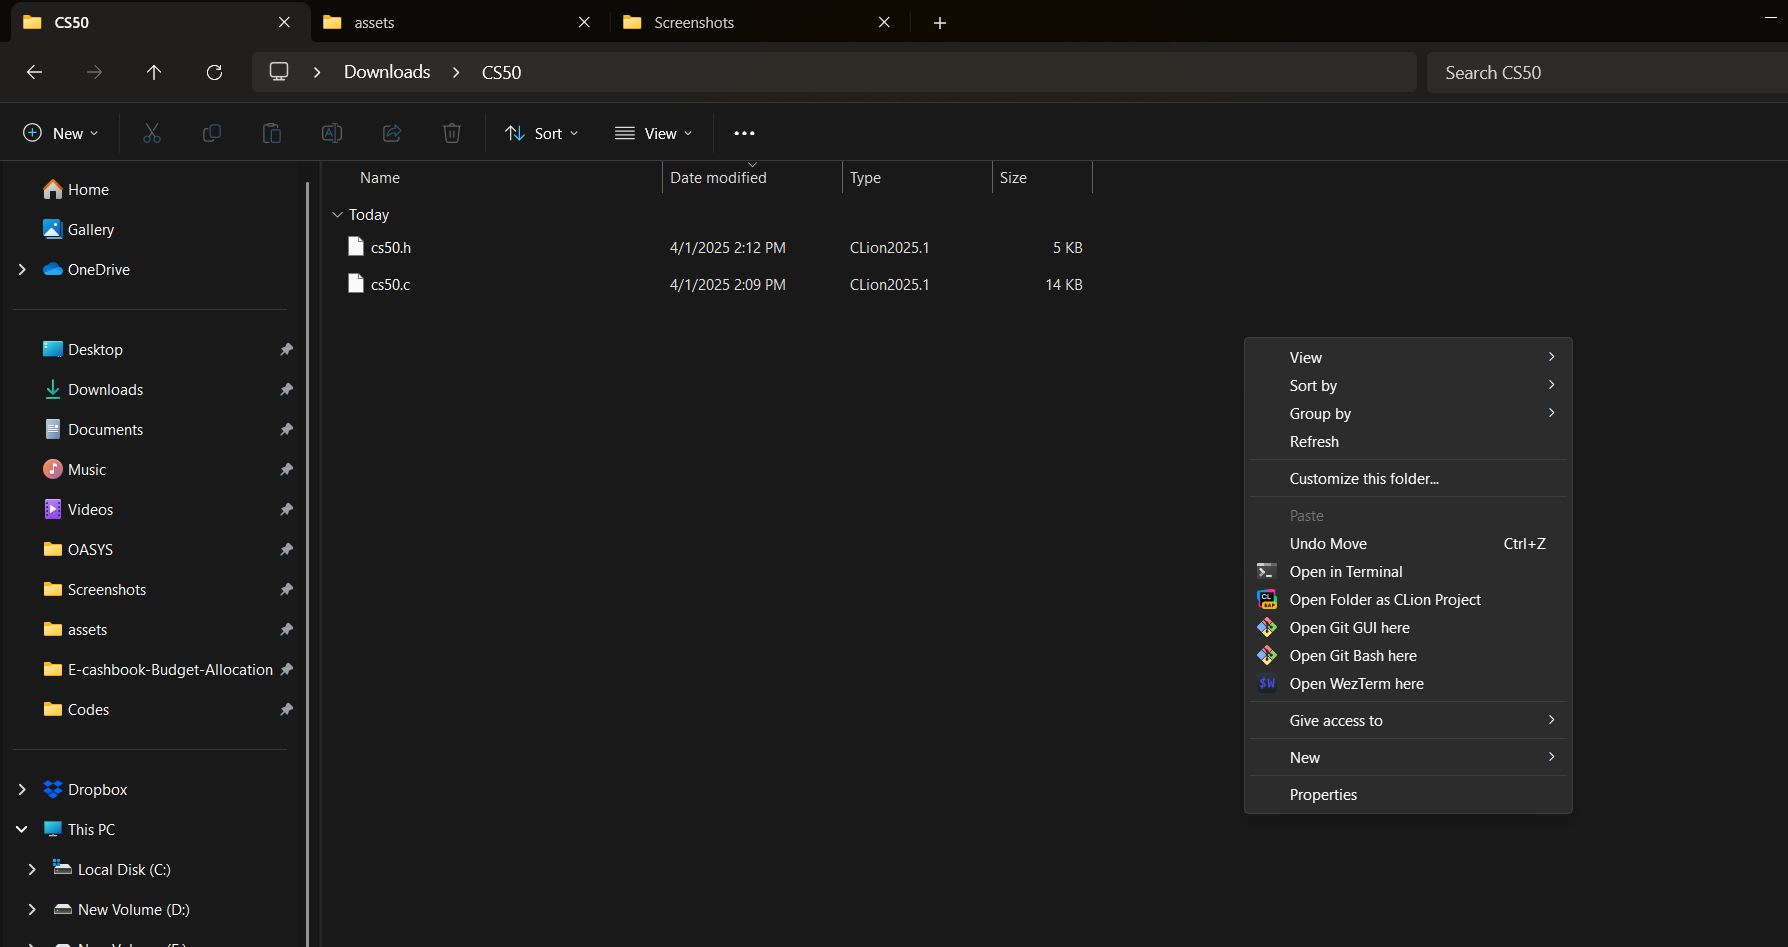 CS50
assets
Screenshots
Downloads
CS50
Search CS50
New
Sort
View
Name
Date modified
Type
Size
Today
cs50.h
4/1/2025 2:12 PM
CLion2025.1
5 KB
cs50.c
4/1/2025 2:09 PM
CLion2025.1
14 KB
Home
Gallery
OneDrive
Desktop
Downloads
Documents
Music
Videos
OASYS
Screenshots
assets
E-cashbook-Budget-Allocation
Codes
Dropbox
This PC
Local Disk (C:)
New Volume (D:)
View
Sort by
Group by
Refresh
Customize this folder...
Paste
Undo Move Ctrl+Z
Open in Terminal
CL
Open Folder as CLion Project
Open Git GUI here
Open Git Bash here
$W
Open WezTerm here
Give access to
New
Properties